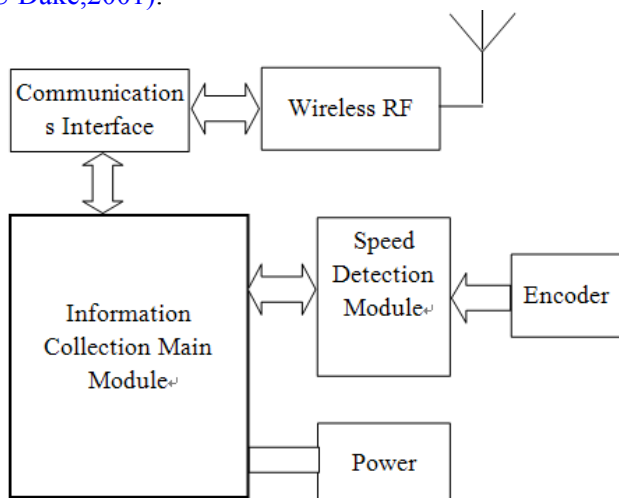 Duke,2001).
Communication
s Interface
Wireless RF
Speed
Detection
Module↵
Encoder
Information
Collection Main
Module↵
Power